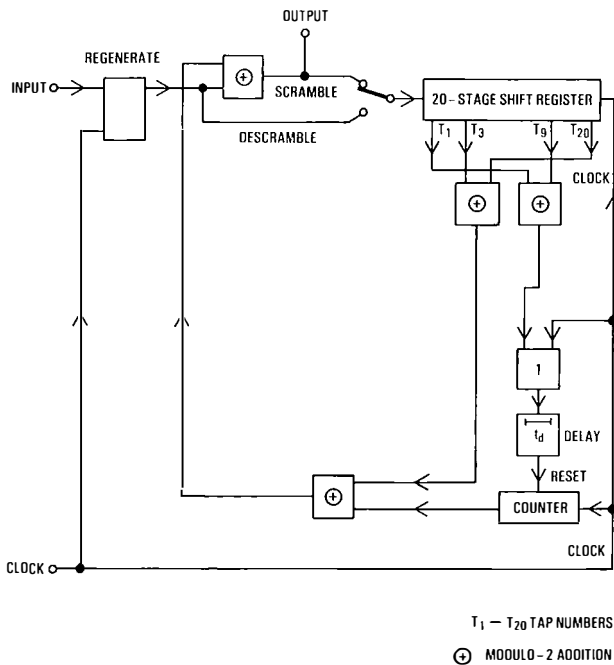 OUTPUT
REGENERATE
INPUT
⊕
SCRAMBLE
20-STAGE SHIFT REGISTER
DESCRAMBLE
T1 T3 T9 T20
CLOCK
⊕ ⊕
1
td DELAY
RESET
⊕
COUNTER
CLOCK
CLOCK
T1 – T20 TAP NUMBERS
⊕ MODULO-2 ADDITION